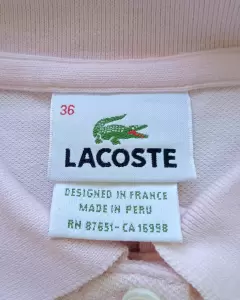 36
LACOSTE
DESIGNED IN FRANCE
MADE IN PERU
RN 87651-CA 16998